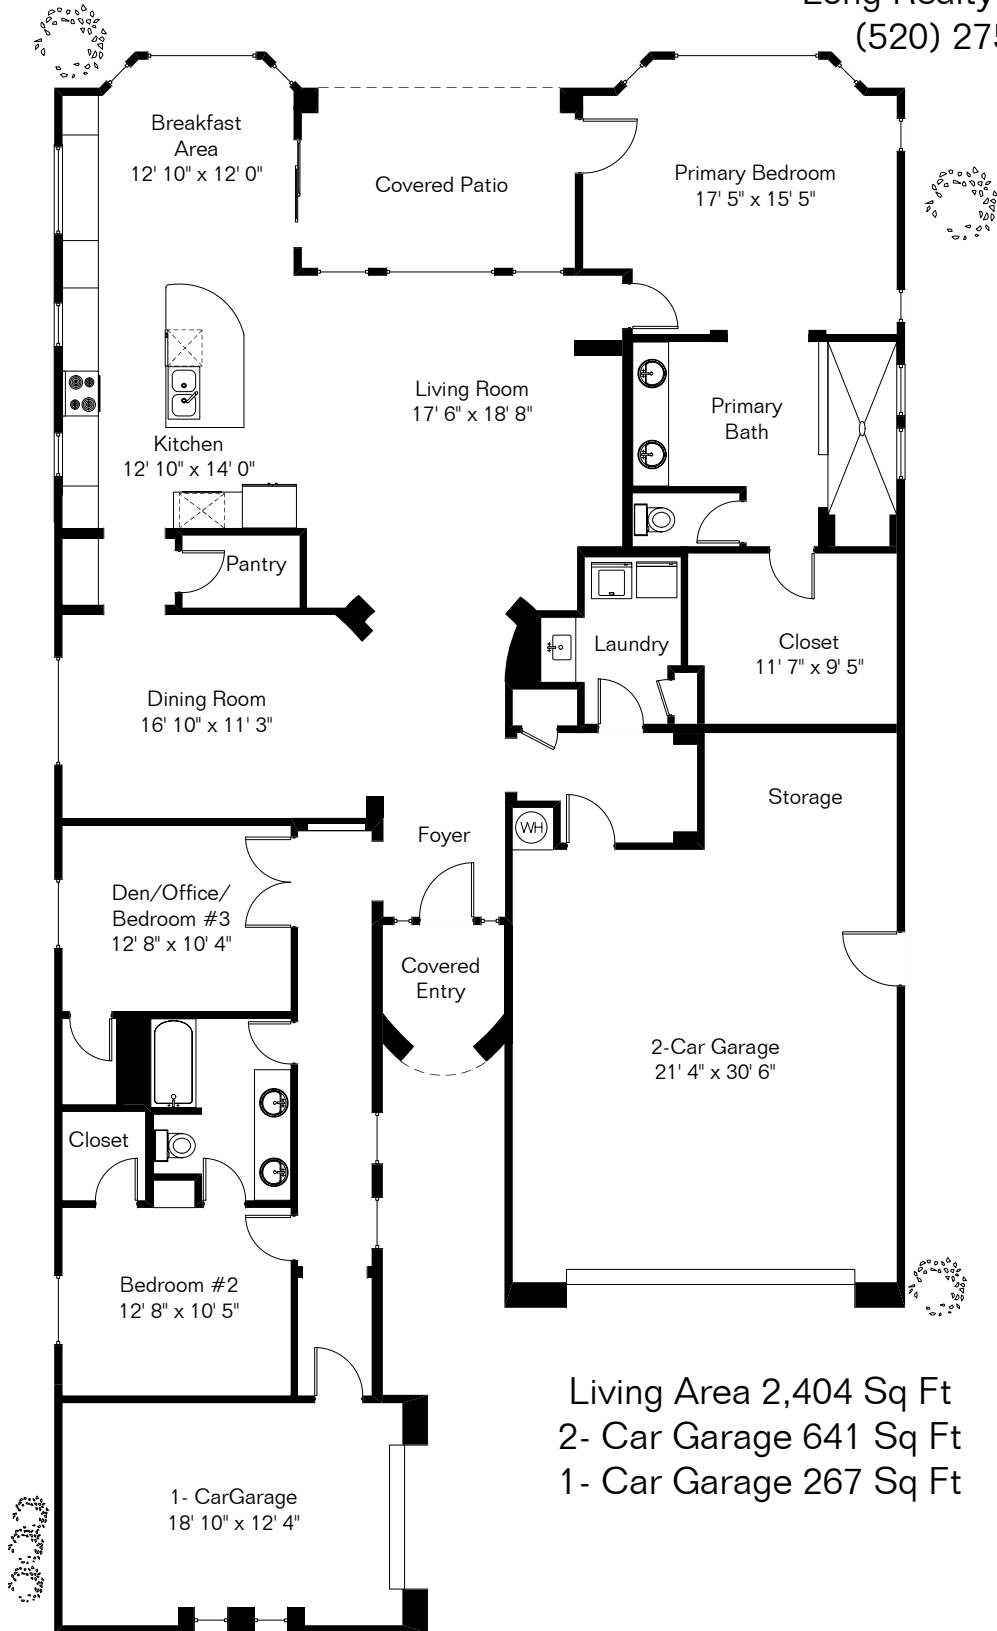 (520) 275
Breakfast
Area
12' 10" x 12' 0"
Covered Patio
Primary Bedroom
17' 5" x 15' 5"
Living Room
17' 6" x 18' 8"
Primary
Bath
Kitchen
12' 10" x 14' 0"
Pantry
Laundry
Closet
11' 7" x 9' 5"
Dining Room
16' 10" x 11' 3"
Storage
WH
Foyer
Den/Office/
Bedroom #3
12' 8" x 10' 4"
Covered
Entry
2-Car Garage
21' 4" x 30' 6"
Closet
Bedroom #2
12' 8" x 10' 5"
Living Area 2,404 Sq Ft
2- Car Garage 641 Sq Ft
1- Car Garage 267 Sq Ft
1- CarGarage
18' 10" x 12' 4"